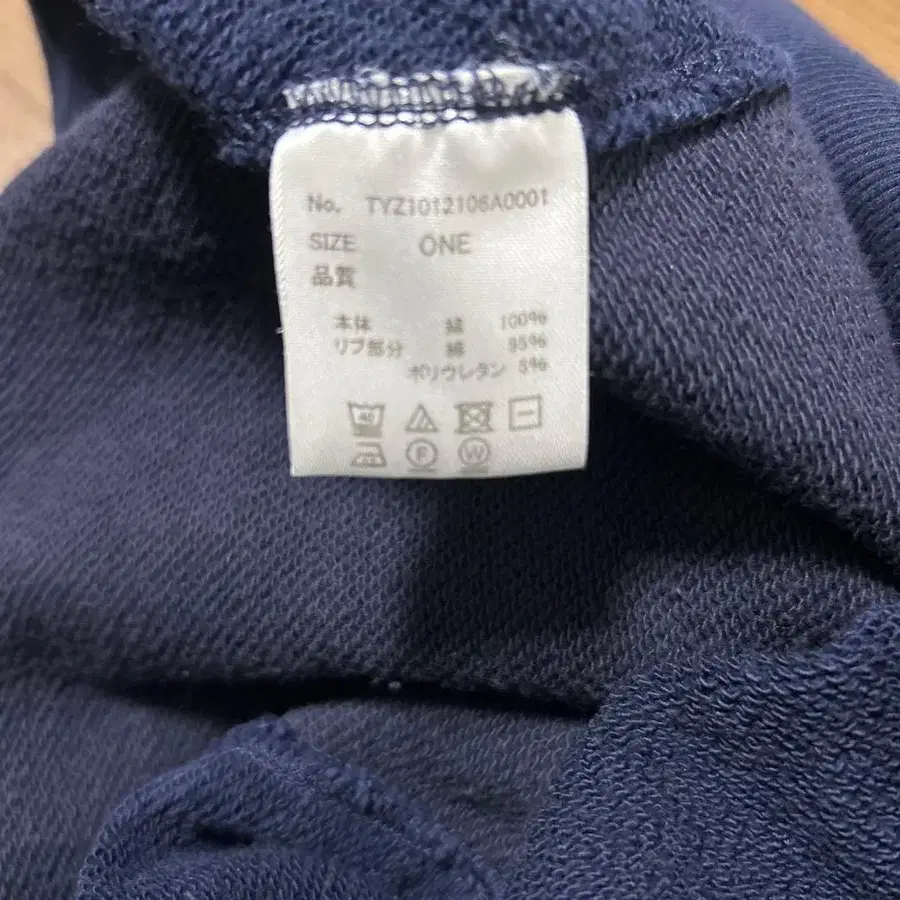 No. TYZ1012106A0001
SIZE ONE
品質
本体 綿 100%
リブ部分 綿 95%
ポリウレタン 5%
40
F W